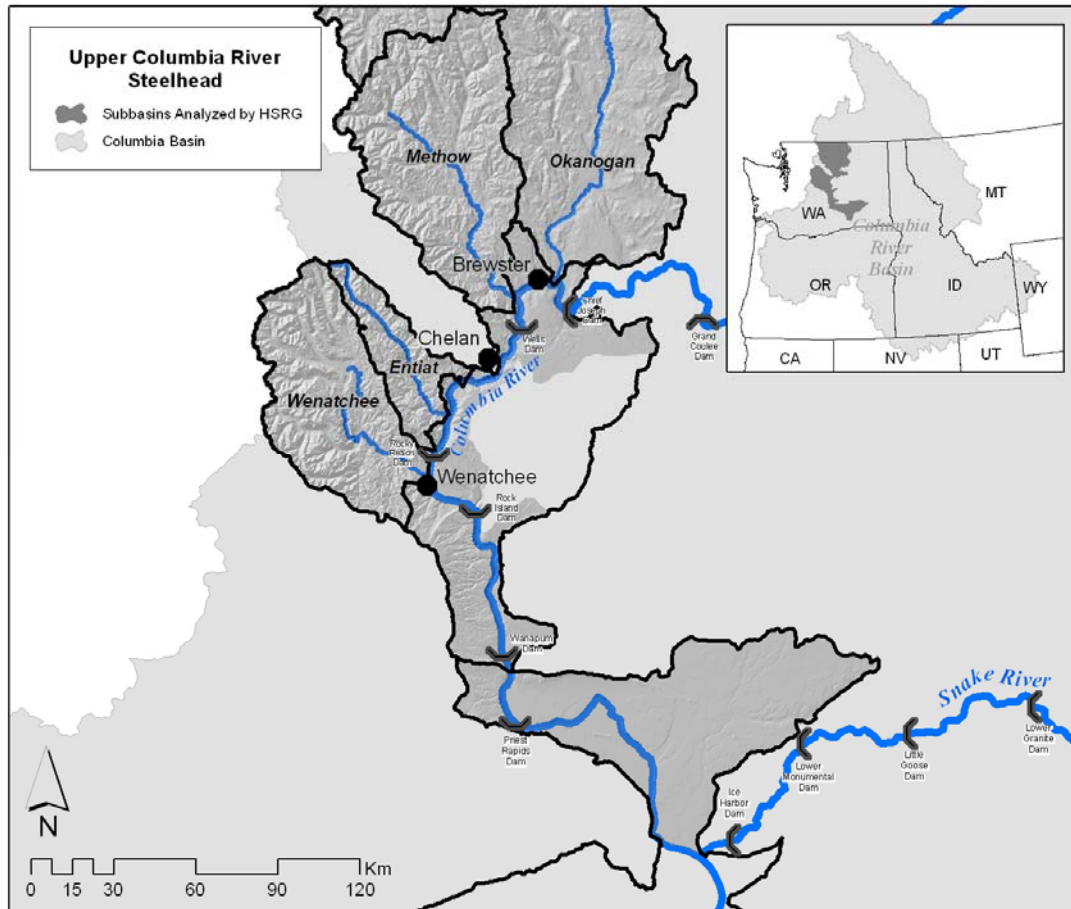 Upper Columbia River
Steelhead
Subbasins Analyzed by HSRG
Columbia Basin
Methow
Okanogan
Brewster
Chief
Joseph
Dam
Grand
Coulee
Dam
Wells
Dam
Chelan
Entiat
Wenatchee
Columbia River
Rocky
Reach
Dam
Wenatchee
Rock
Island
Dam
Wanapum
Dam
Priest
Rapids
Dam
Snake River
Lower
Granite
Dam
Little
Goose
Dam
Lower
Monumental
Dam
Ice
Harbor
Dam
N
Km
0 15 30 60 90 120
WA
MT
Columbia
River
Basin
OR
ID
WY
CA
NV
UT